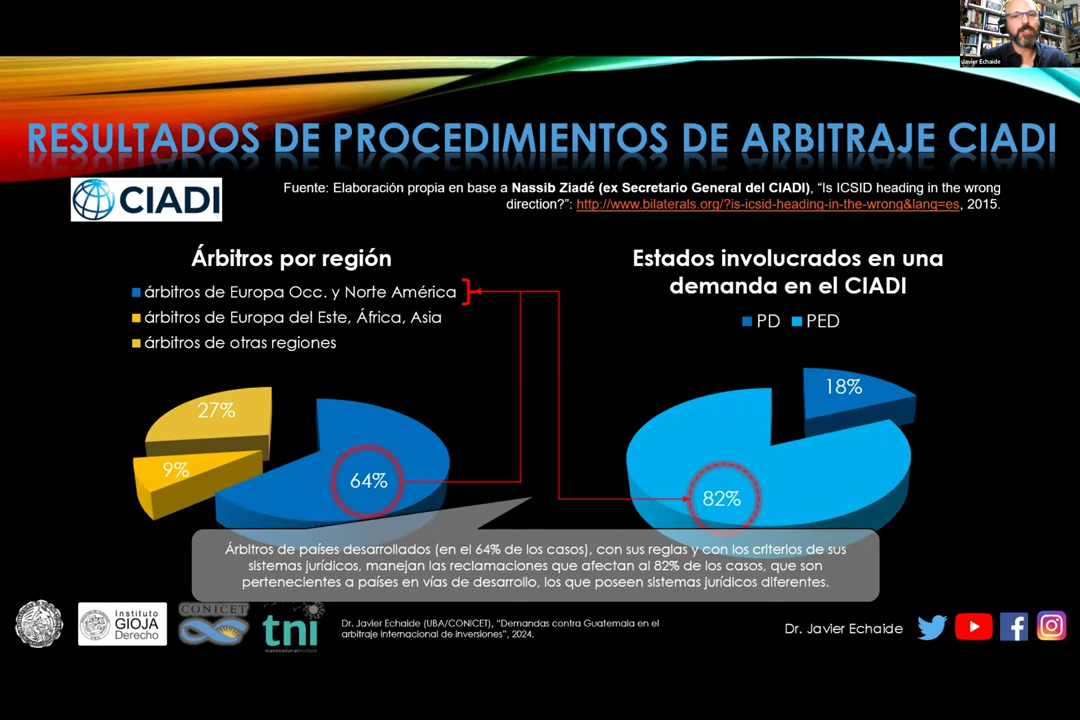 Javier Echaide
RESULTADOS DE PROCEDIMIENTOS DE ARBITRAJE CIADI
CIADI
Fuente: Elaboración propia en base a Nassib Ziadé (ex Secretario General del CIADI), “Is ICSID heading in the wrong
direction?”: http://www.bilaterals.org/?is-icsid-heading-in-the-wrong&lang=es, 2015.
Árbitros por región
árbitros de Europa Occ. y Norte América
árbitros de Europa del Este, África, Asia
árbitros de otras regiones
27%
9%
64%
Estados involucrados en una
demanda en el CIADI
PD PED
18%
82%
Árbitros de países desarrollados (en el 64% de los casos), con sus reglas y con los criterios de sus
sistemas jurídicos, manejan las reclamaciones que afectan al 82% de los casos, que son
pertenecientes a países en vías de desarrollo, los que poseen sistemas jurídicos diferentes.
Instituto
GIOJA
Derecho
CONICET
tni
transnationalinstitute
Dr. Javier Echaide (UBA/CONICET), “Demandas contra Guatemala en el
arbitraje internacional de inversiones”, 2024.
Dr. Javier Echaide